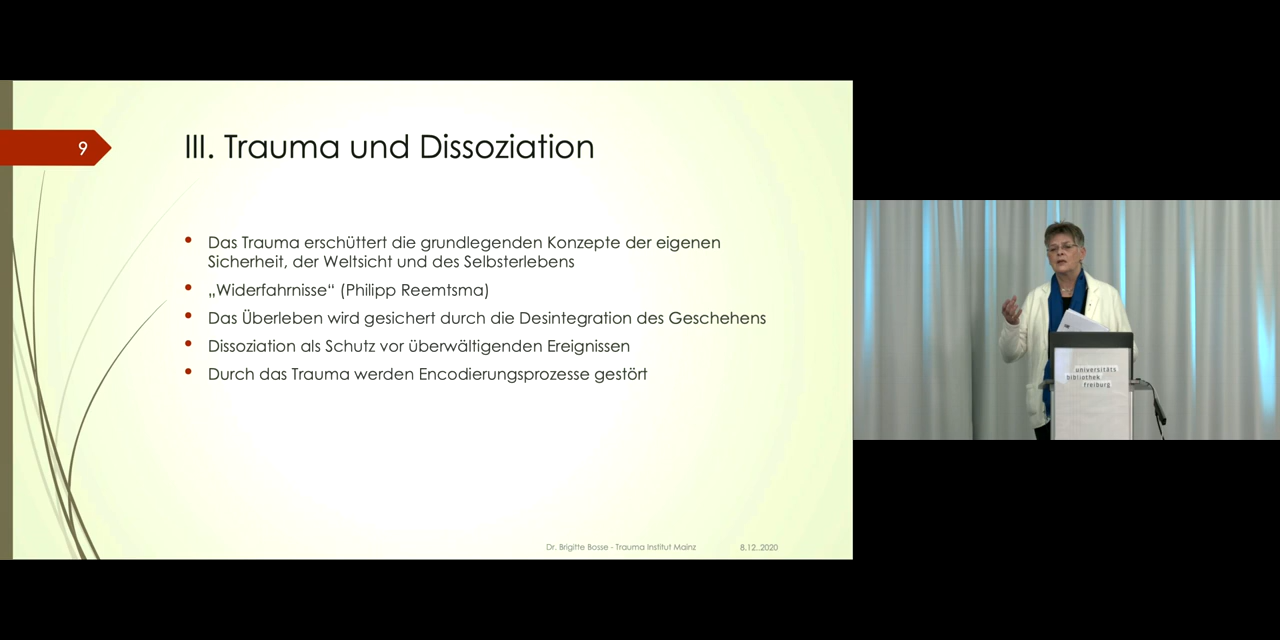 9
III. Trauma und Dissoziation
• Das Trauma erschüttert die grundlegenden Konzepte der eigenen
Sicherheit, der Weltsicht und des Selbsterlebens
• „Widerfahrnisse“ (Philipp Reemtsma)
• Das Überleben wird gesichert durch die Desintegration des Geschehens
• Dissoziation als Schutz vor überwältigenden Ereignissen
• Durch das Trauma werden Encodierungsprozesse gestört
Dr. Brigitte Bosse - Trauma Institut Mainz
8.12..2020
universitäts
bibliothek
freiburg